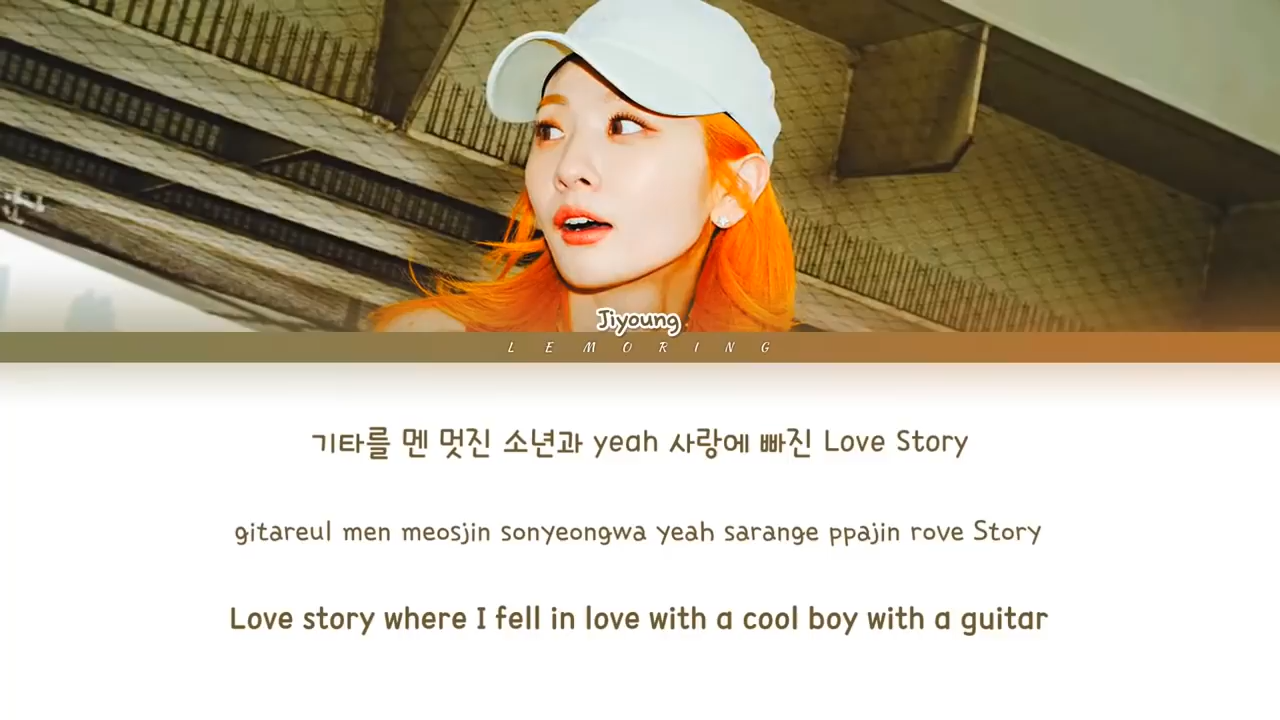 Jiyoung
LEMORING
기타를 멘 멋진 소년과 yeah 사랑에 빠진 Love Story
gitareul men meosjin sonyeongwa yeah sarange ppajin rove Story
Love story where I fell in love with a cool boy with a guitar